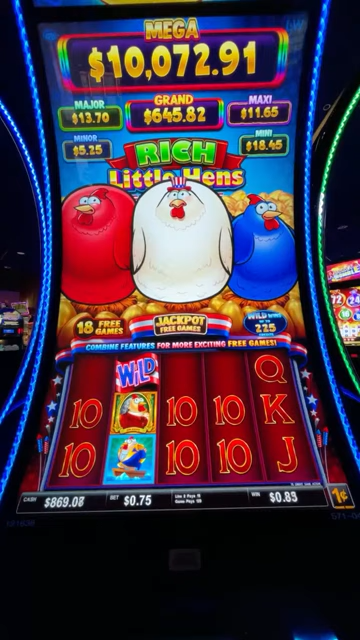 MEGA
$10,072.91
MAJOR
$13.70
GRAND
$645.82
MAXI
$11.65
MINOR
$5.25
MINI
$18.45
RICH
Little Hens
18 FREE GAMES
JACKPOT
FREE GAMES
WILD
225
COMBINE FEATURES FOR MORE EXCITING FREE GAMES!
WILD
Q
10
10
10
K
10
10
10
J
CASH $869.08
BET $0.75
WIN $0.83
1¢